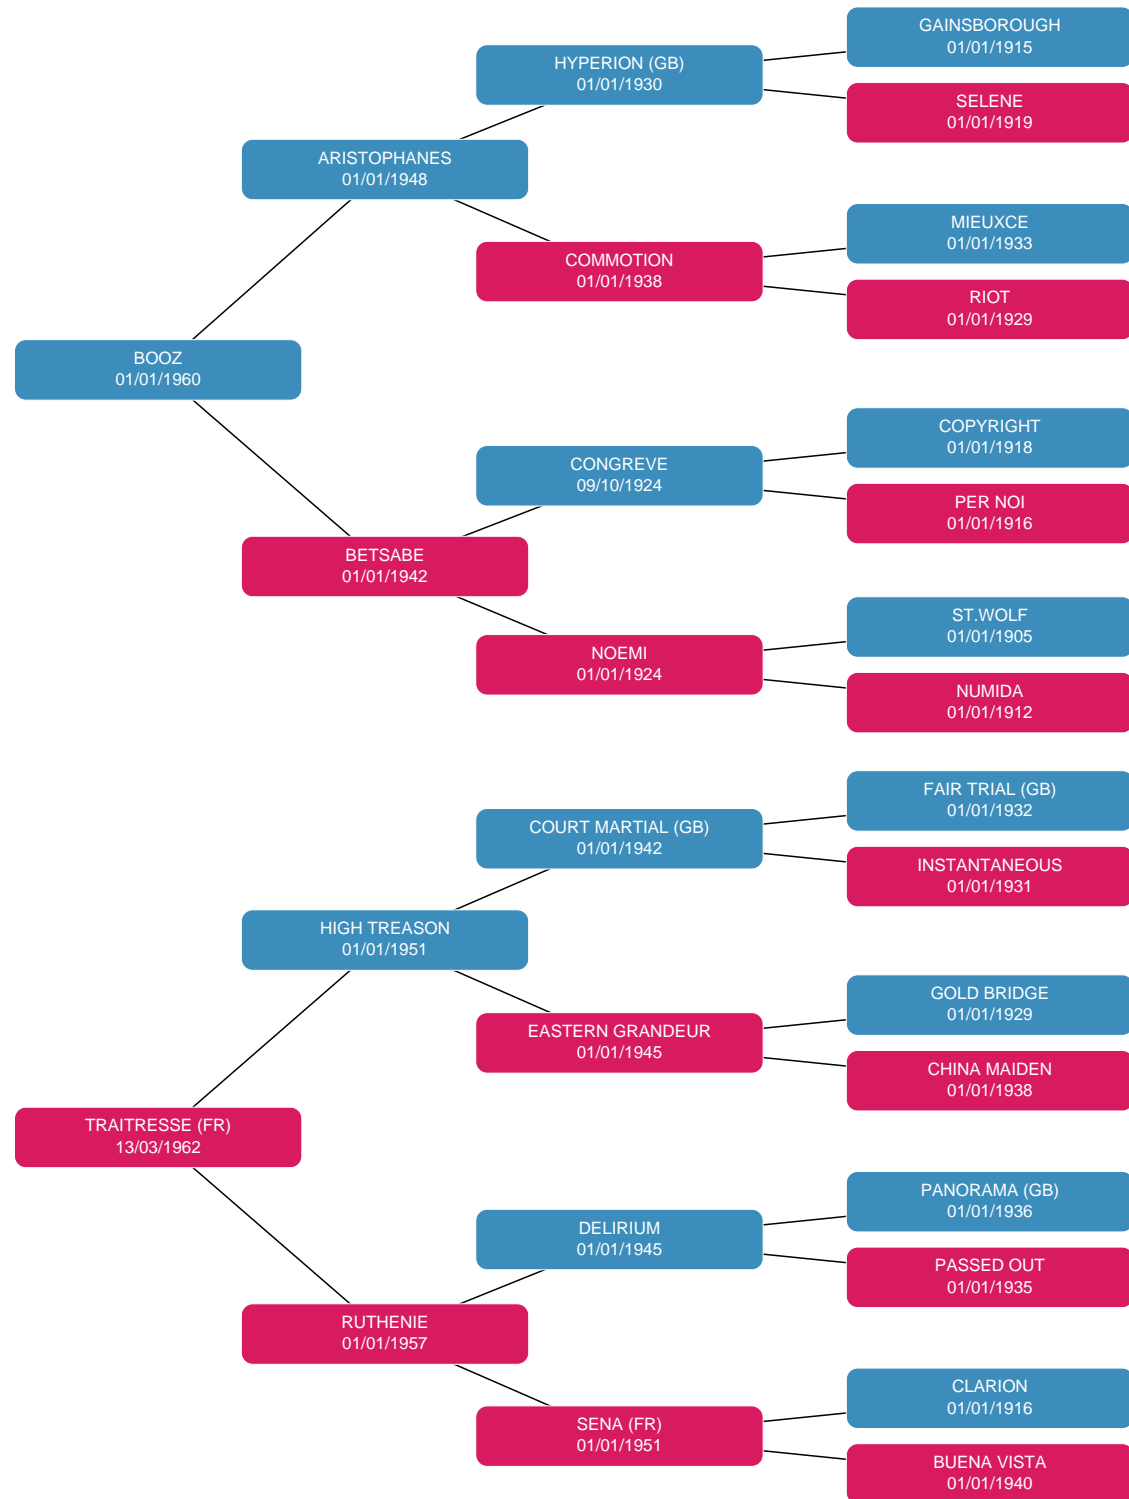 GAINSBOROUGH
01/01/1915
HYPERION (GB)
01/01/1930
SELENE
01/01/1919
ARISTOPHANES
01/01/1948
MIEUXCE
01/01/1933
COMMOTION
01/01/1938
RIOT
01/01/1929
BOOZ
01/01/1960
COPYRIGHT
01/01/1918
CONGREVE
09/10/1924
PER NOI
01/01/1916
BETSABE
01/01/1942
ST.WOLF
01/01/1905
NOEMI
01/01/1924
NUMIDA
01/01/1912
FAIR TRIAL (GB)
01/01/1932
COURT MARTIAL (GB)
01/01/1942
INSTANTANEOUS
01/01/1931
HIGH TREASON
01/01/1951
GOLD BRIDGE
01/01/1929
EASTERN GRANDEUR
01/01/1945
CHINA MAIDEN
01/01/1938
TRAITRESSE (FR)
13/03/1962
PANORAMA (GB)
01/01/1936
DELIRIUM
01/01/1945
PASSED OUT
01/01/1935
RUTHENIE
01/01/1957
CLARION
01/01/1916
SENA (FR)
01/01/1951
BUENA VISTA
01/01/1940